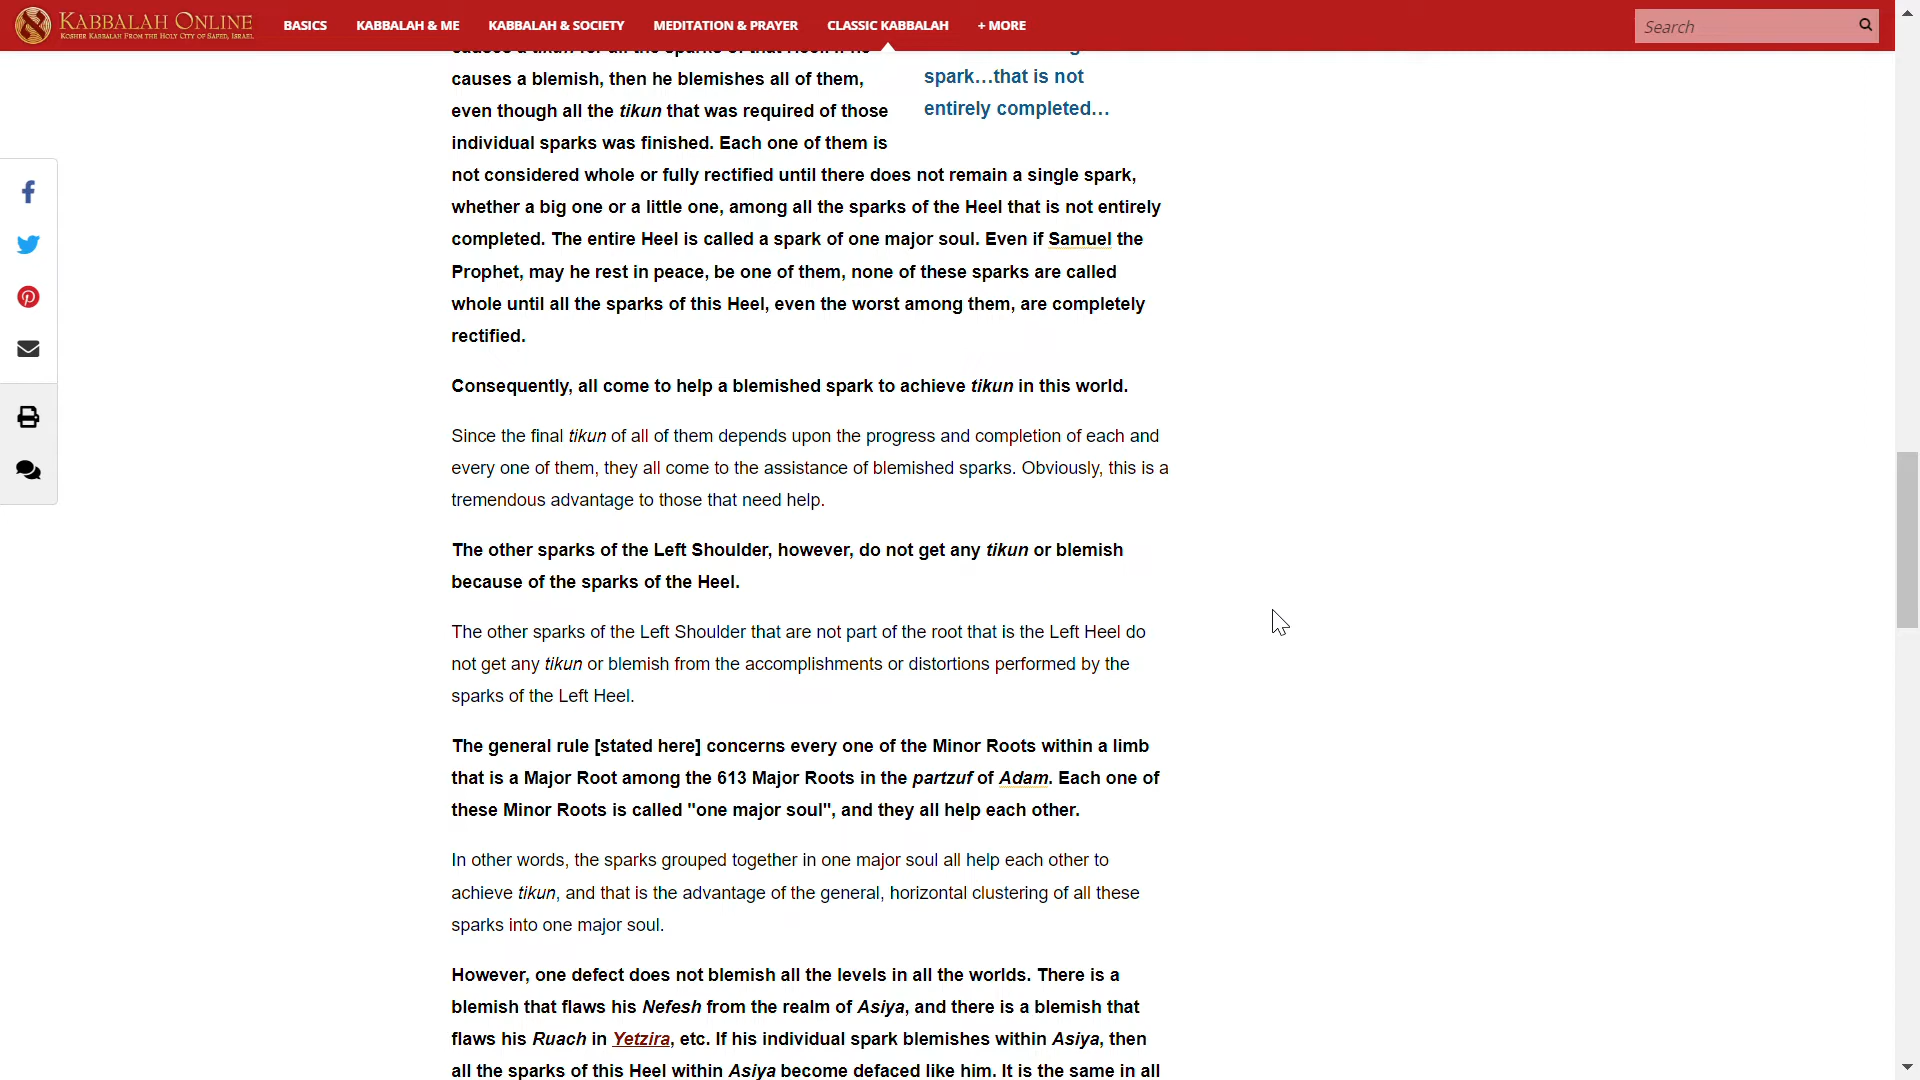 KABBALAH ONLINE
KOSHER KABBALAH FROM THE HOLY CITY OF SAFED, ISRAEL
BASICS
KABBALAH & ME
KABBALAH & SOCIETY
MEDITATION & PRAYER
CLASSIC KABBALAH
+ MORE
Search
causes a blemish, then he blemishes all of them,
even though all the tikun that was required of those
individual sparks was finished. Each one of them is
spark…that is not
entirely completed…
not considered whole or fully rectified until there does not remain a single spark,
whether a big one or a little one, among all the sparks of the Heel that is not entirely
completed. The entire Heel is called a spark of one major soul. Even if Samuel the
Prophet, may he rest in peace, be one of them, none of these sparks are called
whole until all the sparks of this Heel, even the worst among them, are completely
rectified.
Consequently, all come to help a blemished spark to achieve tikun in this world.
Since the final tikun of all of them depends upon the progress and completion of each and
every one of them, they all come to the assistance of blemished sparks. Obviously, this is a
tremendous advantage to those that need help.
The other sparks of the Left Shoulder, however, do not get any tikun or blemish
because of the sparks of the Heel.
The other sparks of the Left Shoulder that are not part of the root that is the Left Heel do
not get any tikun or blemish from the accomplishments or distortions performed by the
sparks of the Left Heel.
The general rule [stated here] concerns every one of the Minor Roots within a limb
that is a Major Root among the 613 Major Roots in the partzuf of Adam. Each one of
these Minor Roots is called "one major soul", and they all help each other.
In other words, the sparks grouped together in one major soul all help each other to
achieve tikun, and that is the advantage of the general, horizontal clustering of all these
sparks into one major soul.
However, one defect does not blemish all the levels in all the worlds. There is a
blemish that flaws his Nefesh from the realm of Asiya, and there is a blemish that
flaws his Ruach in Yetzira, etc. If his individual spark blemishes within Asiya, then
all the sparks of this Heel within Asiya become defaced like him. It is the same in all